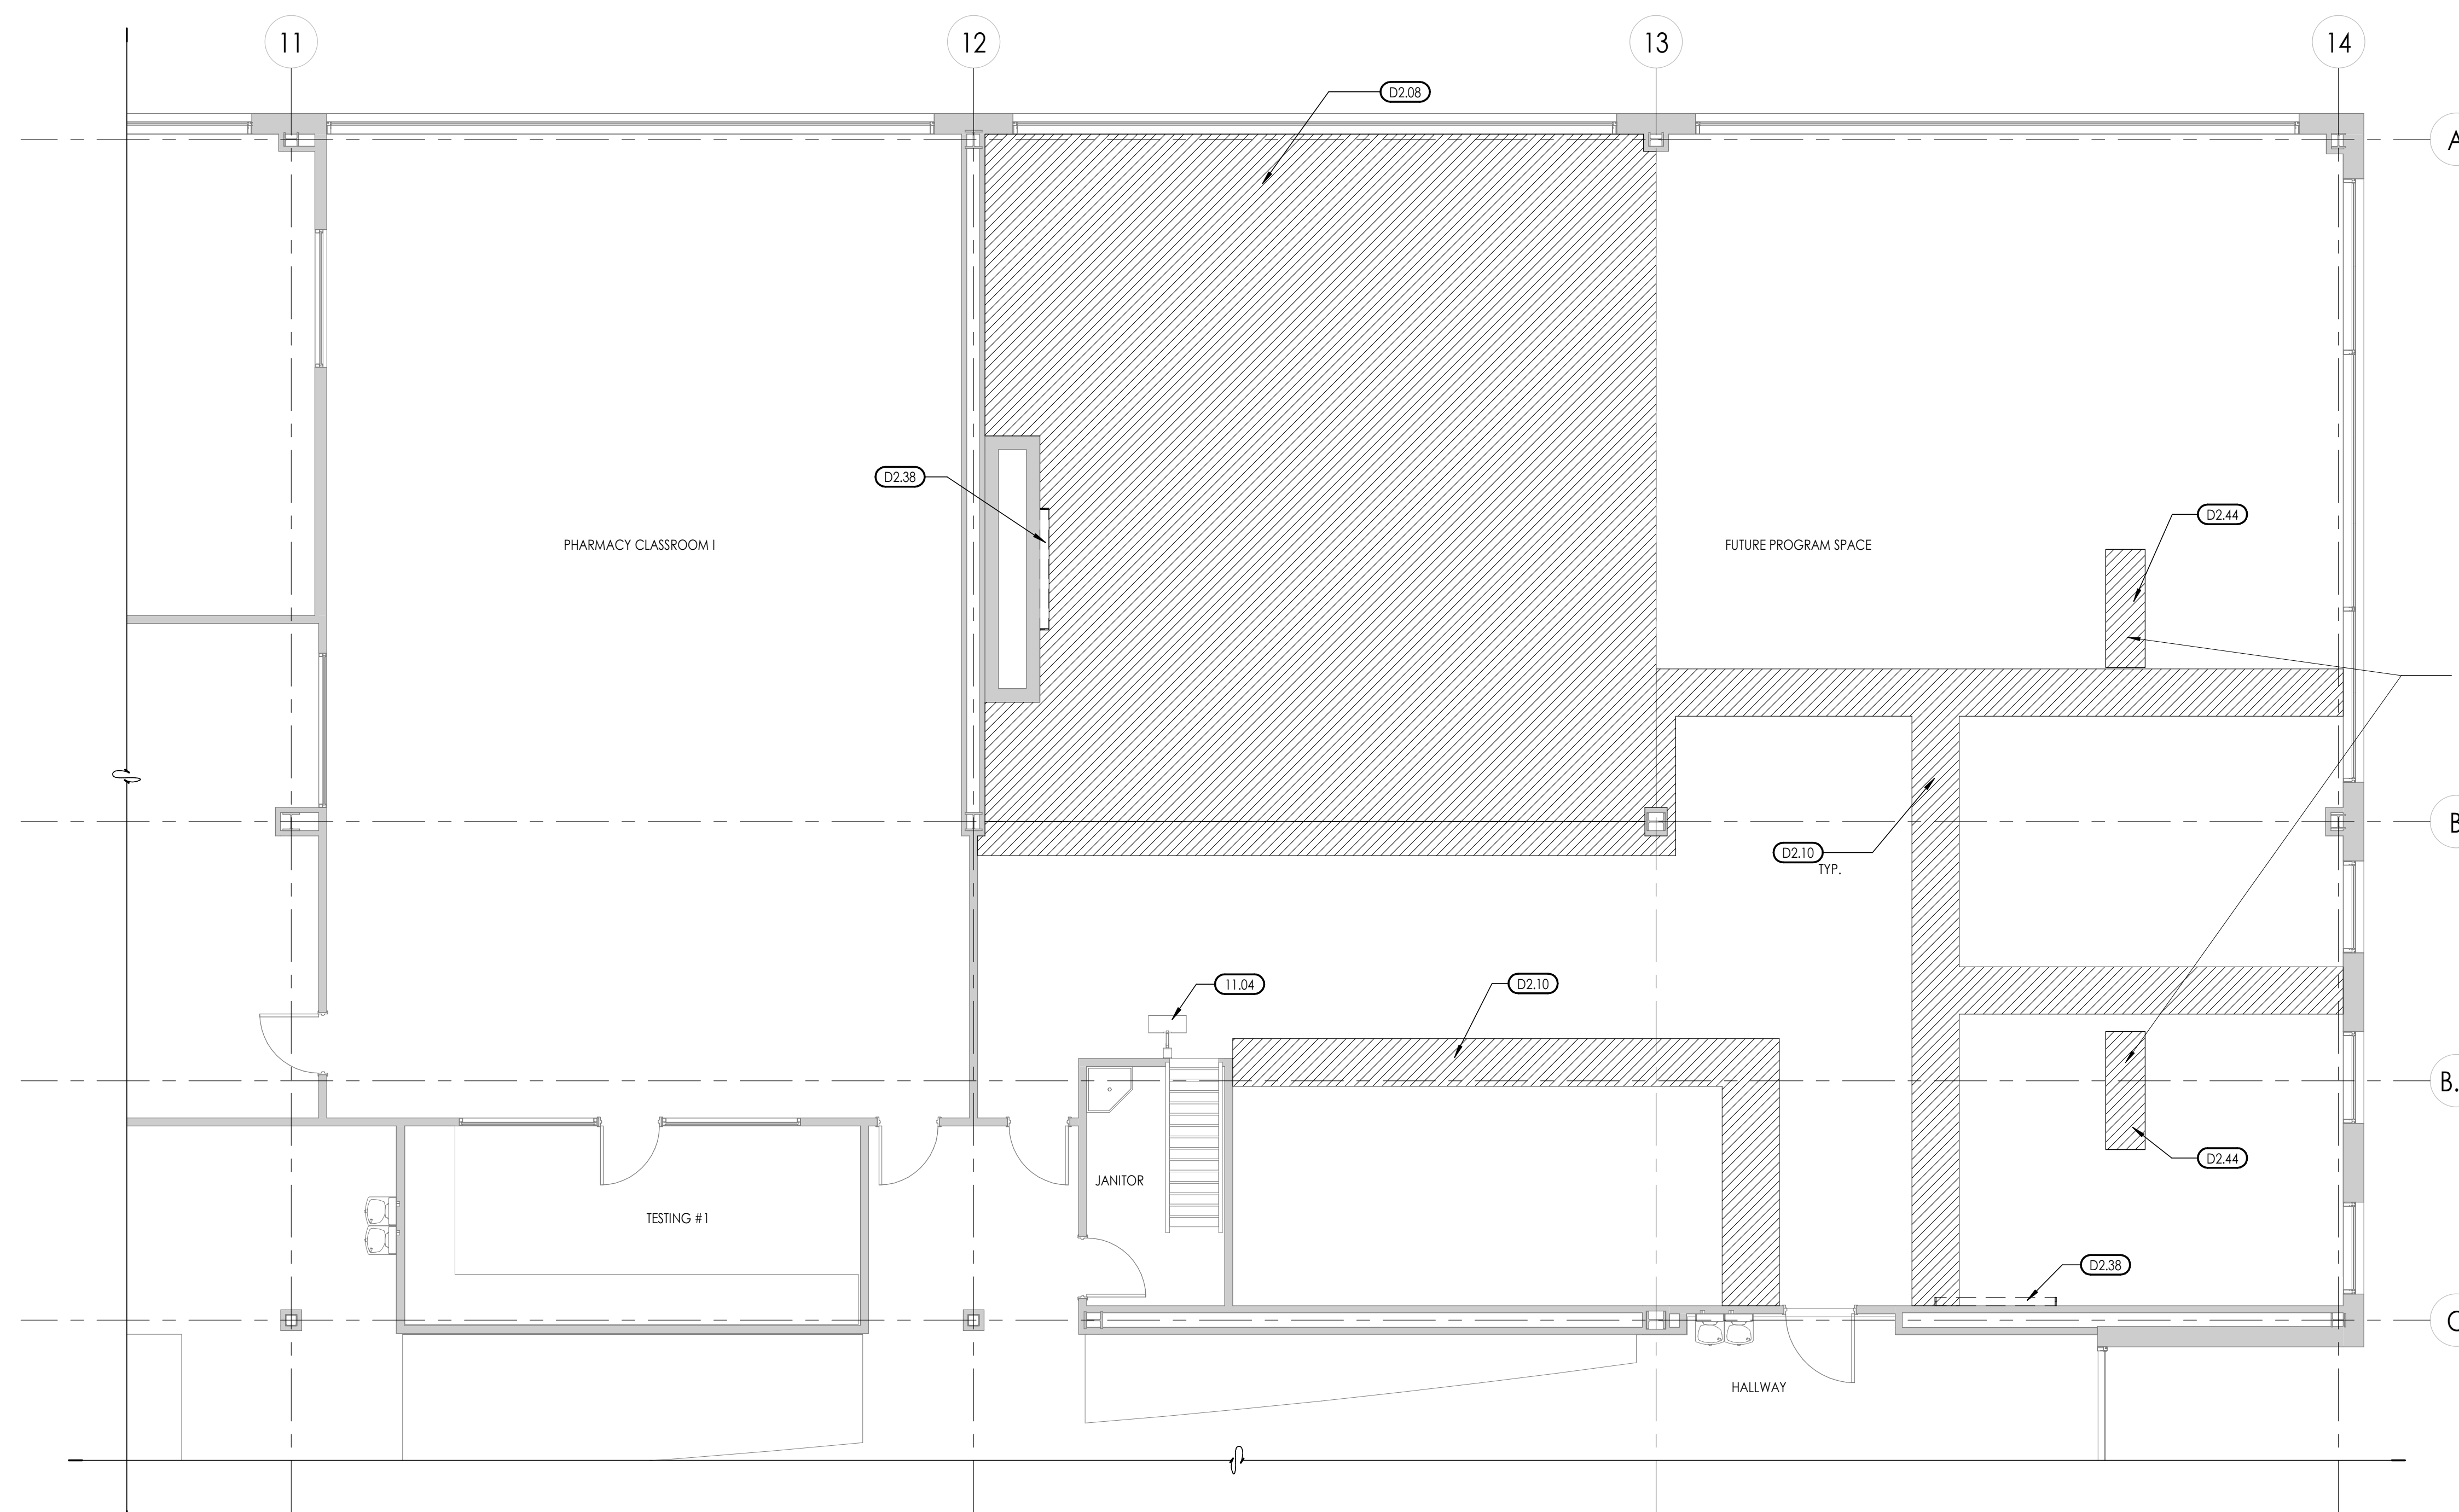 11
12
13
14
D2.08
A
D2.38
D2.44
PHARMACY CLASSROOM I
FUTURE PROGRAM SPACE
B
D2.10
TYP.
11.04
D2.10
B.
D2.44
JANITOR
TESTING #1
D2.38
C
HALLWAY